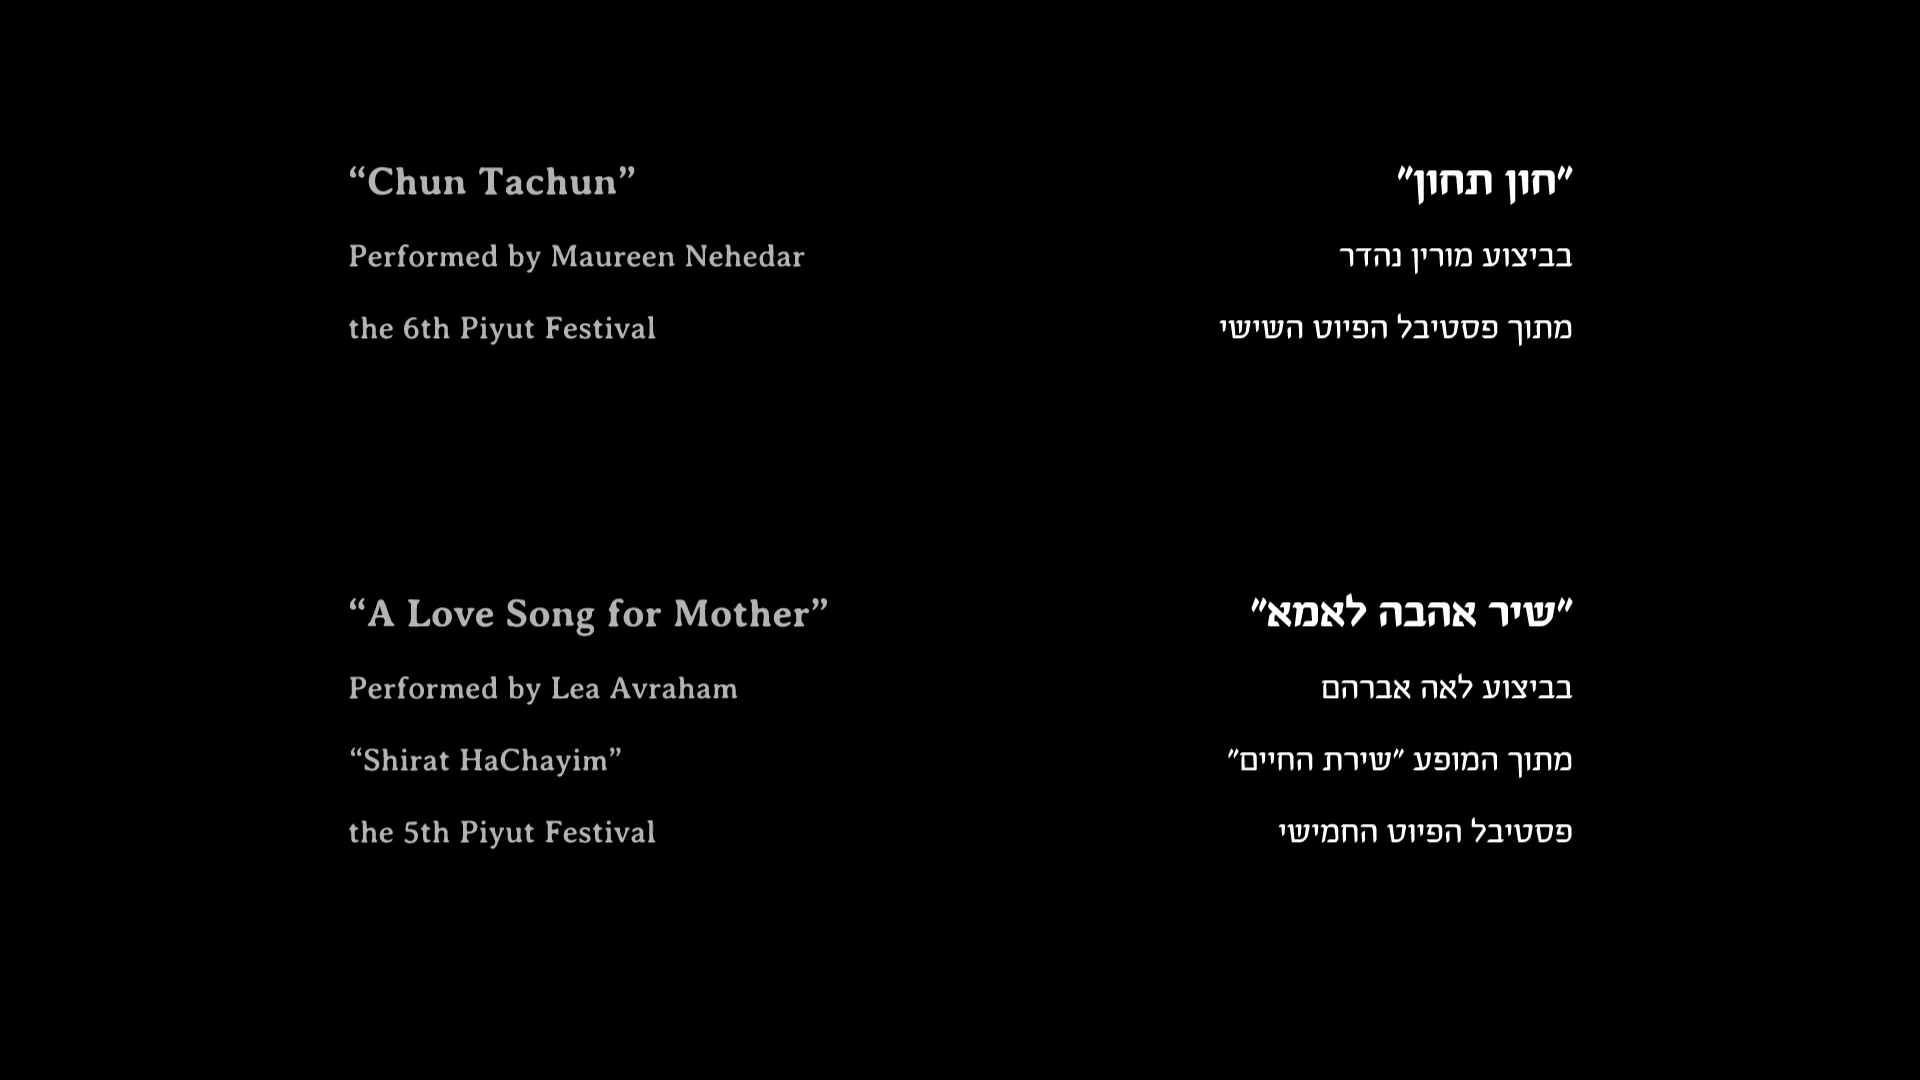 “Chun Tachun”
Performed by Maureen Nehedar
the 6th Piyut Festival
"חון תחון"
בביצוע מורין נהדר
מתוך פסטיבל הפיוט השישי
“A Love Song for Mother”
Performed by Lea Avraham
“Shirat HaChayim”
the 5th Piyut Festival
"שיר אהבה לאמא"
בביצוע לאה אברהם
מתוך המופע "שירת החיים"
פסטיבל הפיוט החמישי